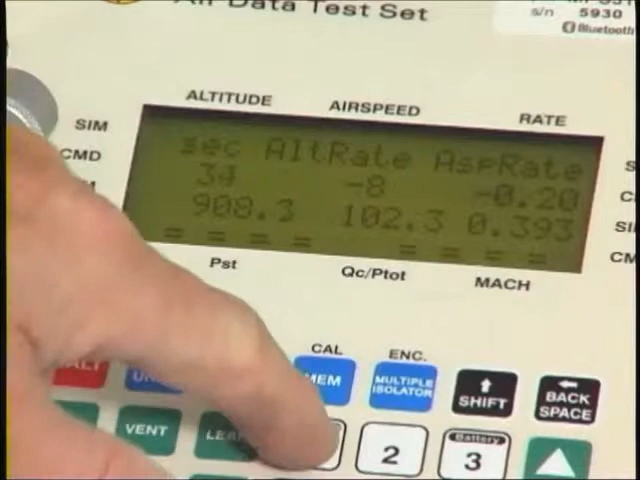 Air Data Test Set
s/n 5930
Bluetooth
ALTITUDE AIRSPEED RATE
SIM
CMD
sec AltRate AspRate
34 -8 -0.20
908.3 102.3 0.393
= = = = = = = =
Pst Qc/Ptot MACH
CAL ENC.
MEM MULTIPLE ISOLATOR SHIFT BACK SPACE
VENT
2 Battery 3